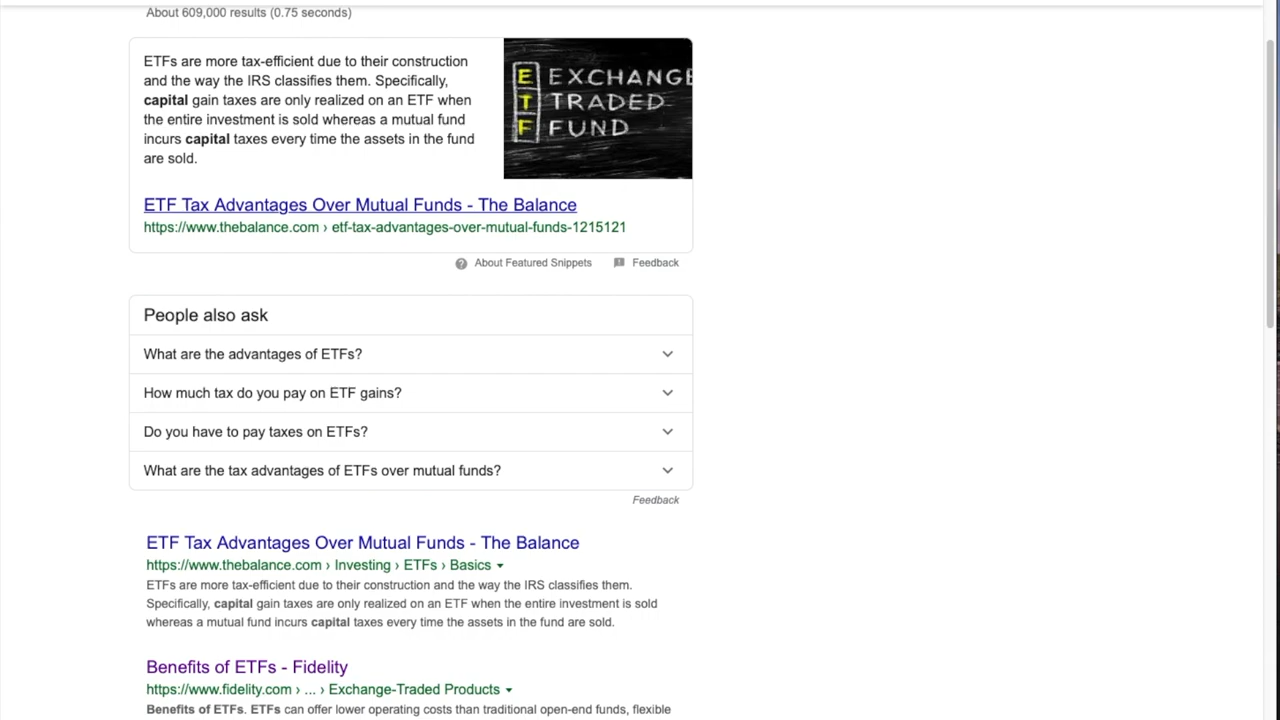 About 609,000 results (0.75 seconds)
ETFs are more tax-efficient due to their construction
and the way the IRS classifies them. Specifically,
capital gain taxes are only realized on an ETF when
the entire investment is sold whereas a mutual fund
incurs capital taxes every time the assets in the fund
are sold.
E EXCHANGE
T TRADED
F FUND
ETF Tax Advantages Over Mutual Funds - The Balance
https://www.thebalance.com › etf-tax-advantages-over-mutual-funds-1215121
About Featured Snippets Feedback
People also ask
What are the advantages of ETFs?
How much tax do you pay on ETF gains?
Do you have to pay taxes on ETFs?
What are the tax advantages of ETFs over mutual funds?
Feedback
ETF Tax Advantages Over Mutual Funds - The Balance
https://www.thebalance.com › Investing › ETFs › Basics
ETFs are more tax-efficient due to their construction and the way the IRS classifies them.
Specifically, capital gain taxes are only realized on an ETF when the entire investment is sold
whereas a mutual fund incurs capital taxes every time the assets in the fund are sold.
Benefits of ETFs - Fidelity
https://www.fidelity.com › ... › Exchange-Traded Products
Benefits of ETFs. ETFs can offer lower operating costs than traditional open-end funds, flexible